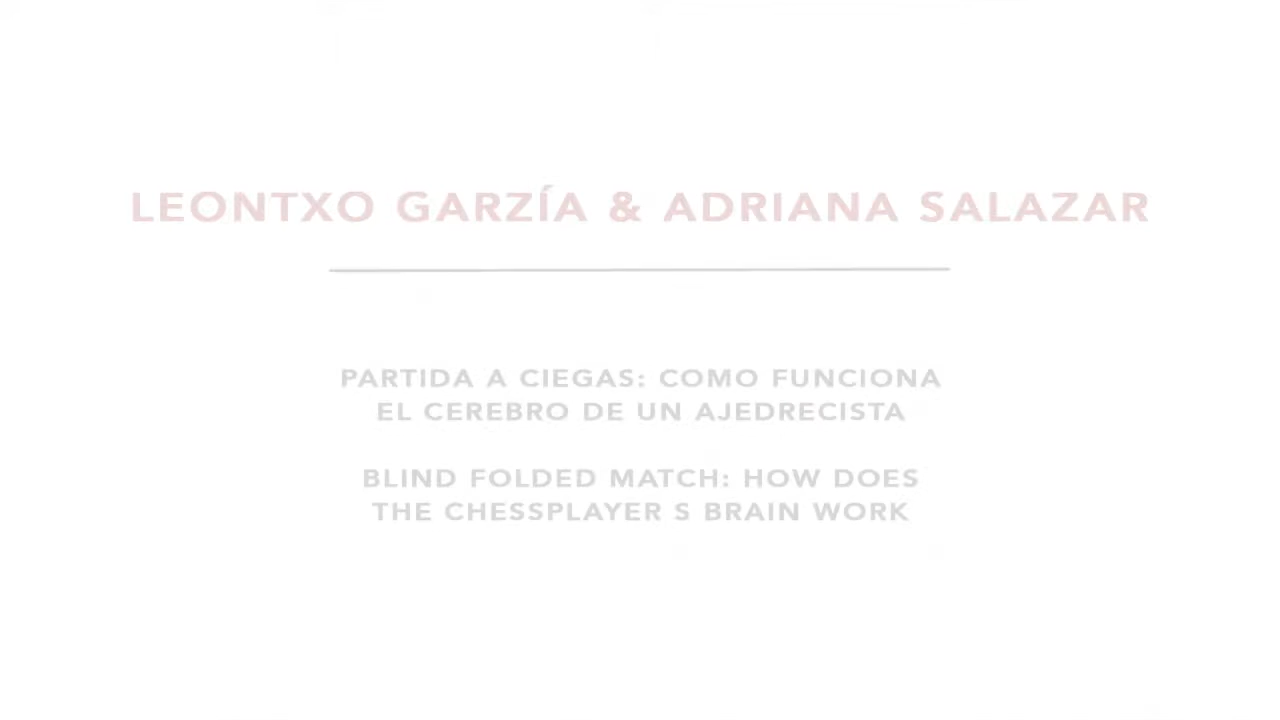 LEONTXO GARZÍA & ADRIANA SALAZAR
PARTIDA A CIEGAS: COMO FUNCIONA
EL CEREBRO DE UN AJEDRECISTA
BLIND FOLDED MATCH: HOW DOES
THE CHESSPLAYER S BRAIN WORK